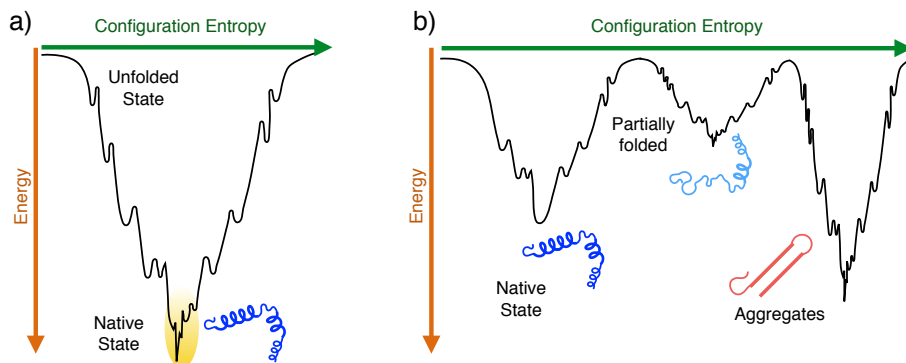 a)
Configuration Entropy
Energy
Unfolded
State
Native
State
b)
Configuration Entropy
Energy
Partially
folded
Native
State
Aggregates